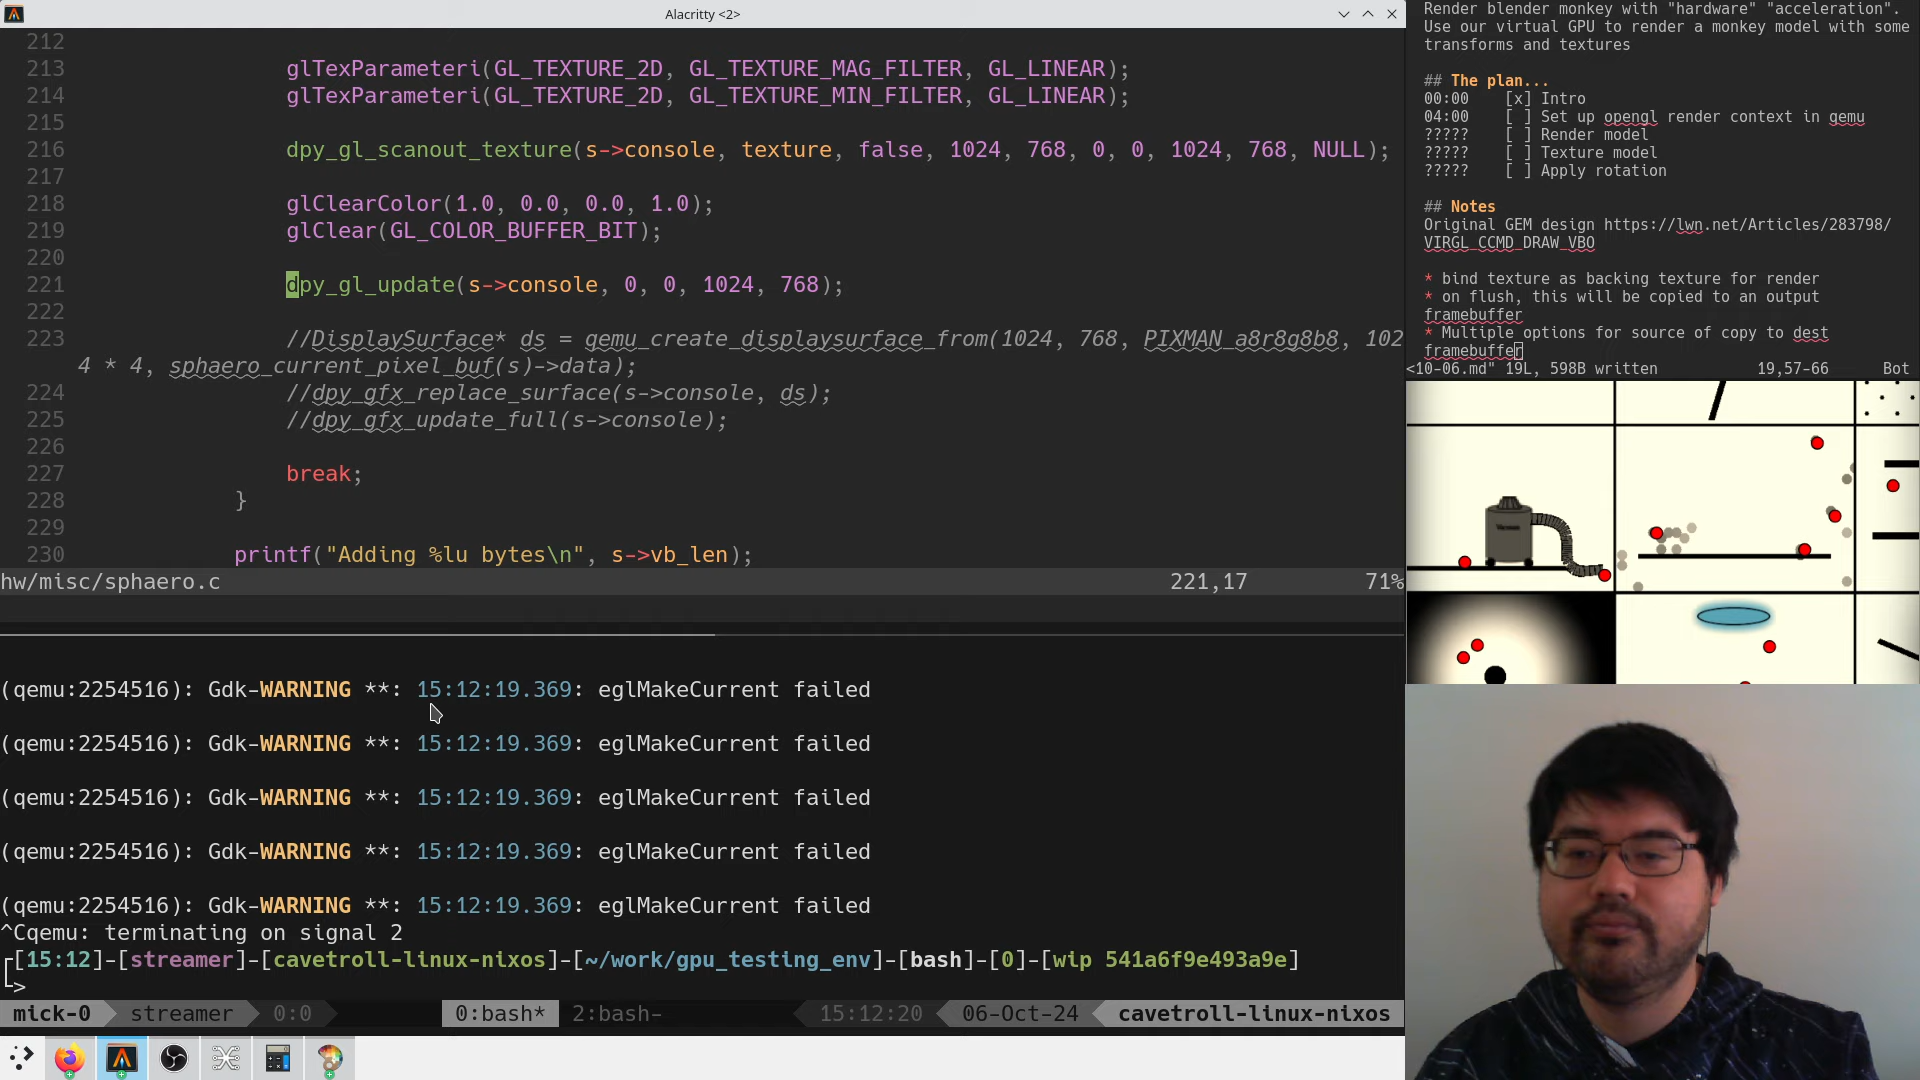 Alacritty <2>
212
213 glTexParameteri(GL_TEXTURE_2D, GL_TEXTURE_MAG_FILTER, GL_LINEAR);
214 glTexParameteri(GL_TEXTURE_2D, GL_TEXTURE_MIN_FILTER, GL_LINEAR);
215
216 dpy_gl_scanout_texture(s->console, texture, false, 1024, 768, 0, 0, 1024, 768, NULL);
217
218 glClearColor(1.0, 0.0, 0.0, 1.0);
219 glClear(GL_COLOR_BUFFER_BIT);
220
221 dpy_gl_update(s->console, 0, 0, 1024, 768);
222
223 //DisplaySurface* ds = qemu_create_displaysurface_from(1024, 768, PIXMAN_a8r8g8b8, 102
4 * 4, sphaero_current_pixel_buf(s)->data);
224 //dpy_gfx_replace_surface(s->console, ds);
225 //dpy_gfx_update_full(s->console);
226
227 break;
228 }
229
230 printf("Adding %lu bytes\n", s->vb_len);
hw/misc/sphaero.c 221,17 71%
(qemu:2254516): Gdk-WARNING **: 15:12:19.369: eglMakeCurrent failed
(qemu:2254516): Gdk-WARNING **: 15:12:19.369: eglMakeCurrent failed
(qemu:2254516): Gdk-WARNING **: 15:12:19.369: eglMakeCurrent failed
(qemu:2254516): Gdk-WARNING **: 15:12:19.369: eglMakeCurrent failed
(qemu:2254516): Gdk-WARNING **: 15:12:19.369: eglMakeCurrent failed
^Cqemu: terminating on signal 2
[15:12]-[streamer]-[cavetroll-linux-nixos]-[~/work/gpu_testing_env]-[bash]-[0]-[wip 541a6f9e493a9e]
>
mick-0 streamer 0:0 0:bash* 2:bash- 15:12:20 06-Oct-24 cavetroll-linux-nixos
Render blender monkey with "hardware" "acceleration".
Use our virtual GPU to render a monkey model with some
transforms and textures
## The plan...
00:00 [x] Intro
04:00 [ ] Set up opengl render context in qemu
????? [ ] Render model
????? [ ] Texture model
????? [ ] Apply rotation
## Notes
Original GEM design https://lwn.net/Articles/283798/
VIRGL_CCMD_DRAW_VBO
* bind texture as backing texture for render
* on flush, this will be copied to an output
framebuffer
* Multiple options for source of copy to dest
framebuffer
<10-06.md" 19L, 598B written 19,57-66 Bot